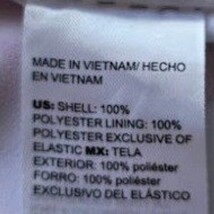 MADE IN VIETNAM/ HECHO
EN VIETNAM
US: SHELL: 100%
POLYESTER LINING: 100%
POLYESTER EXCLUSIVE OF
ELASTIC MX: TELA
EXTERIOR: 100% poliéster
FORRO: 100% poliéster
EXCLUSIVO DEL ELÁSTICO